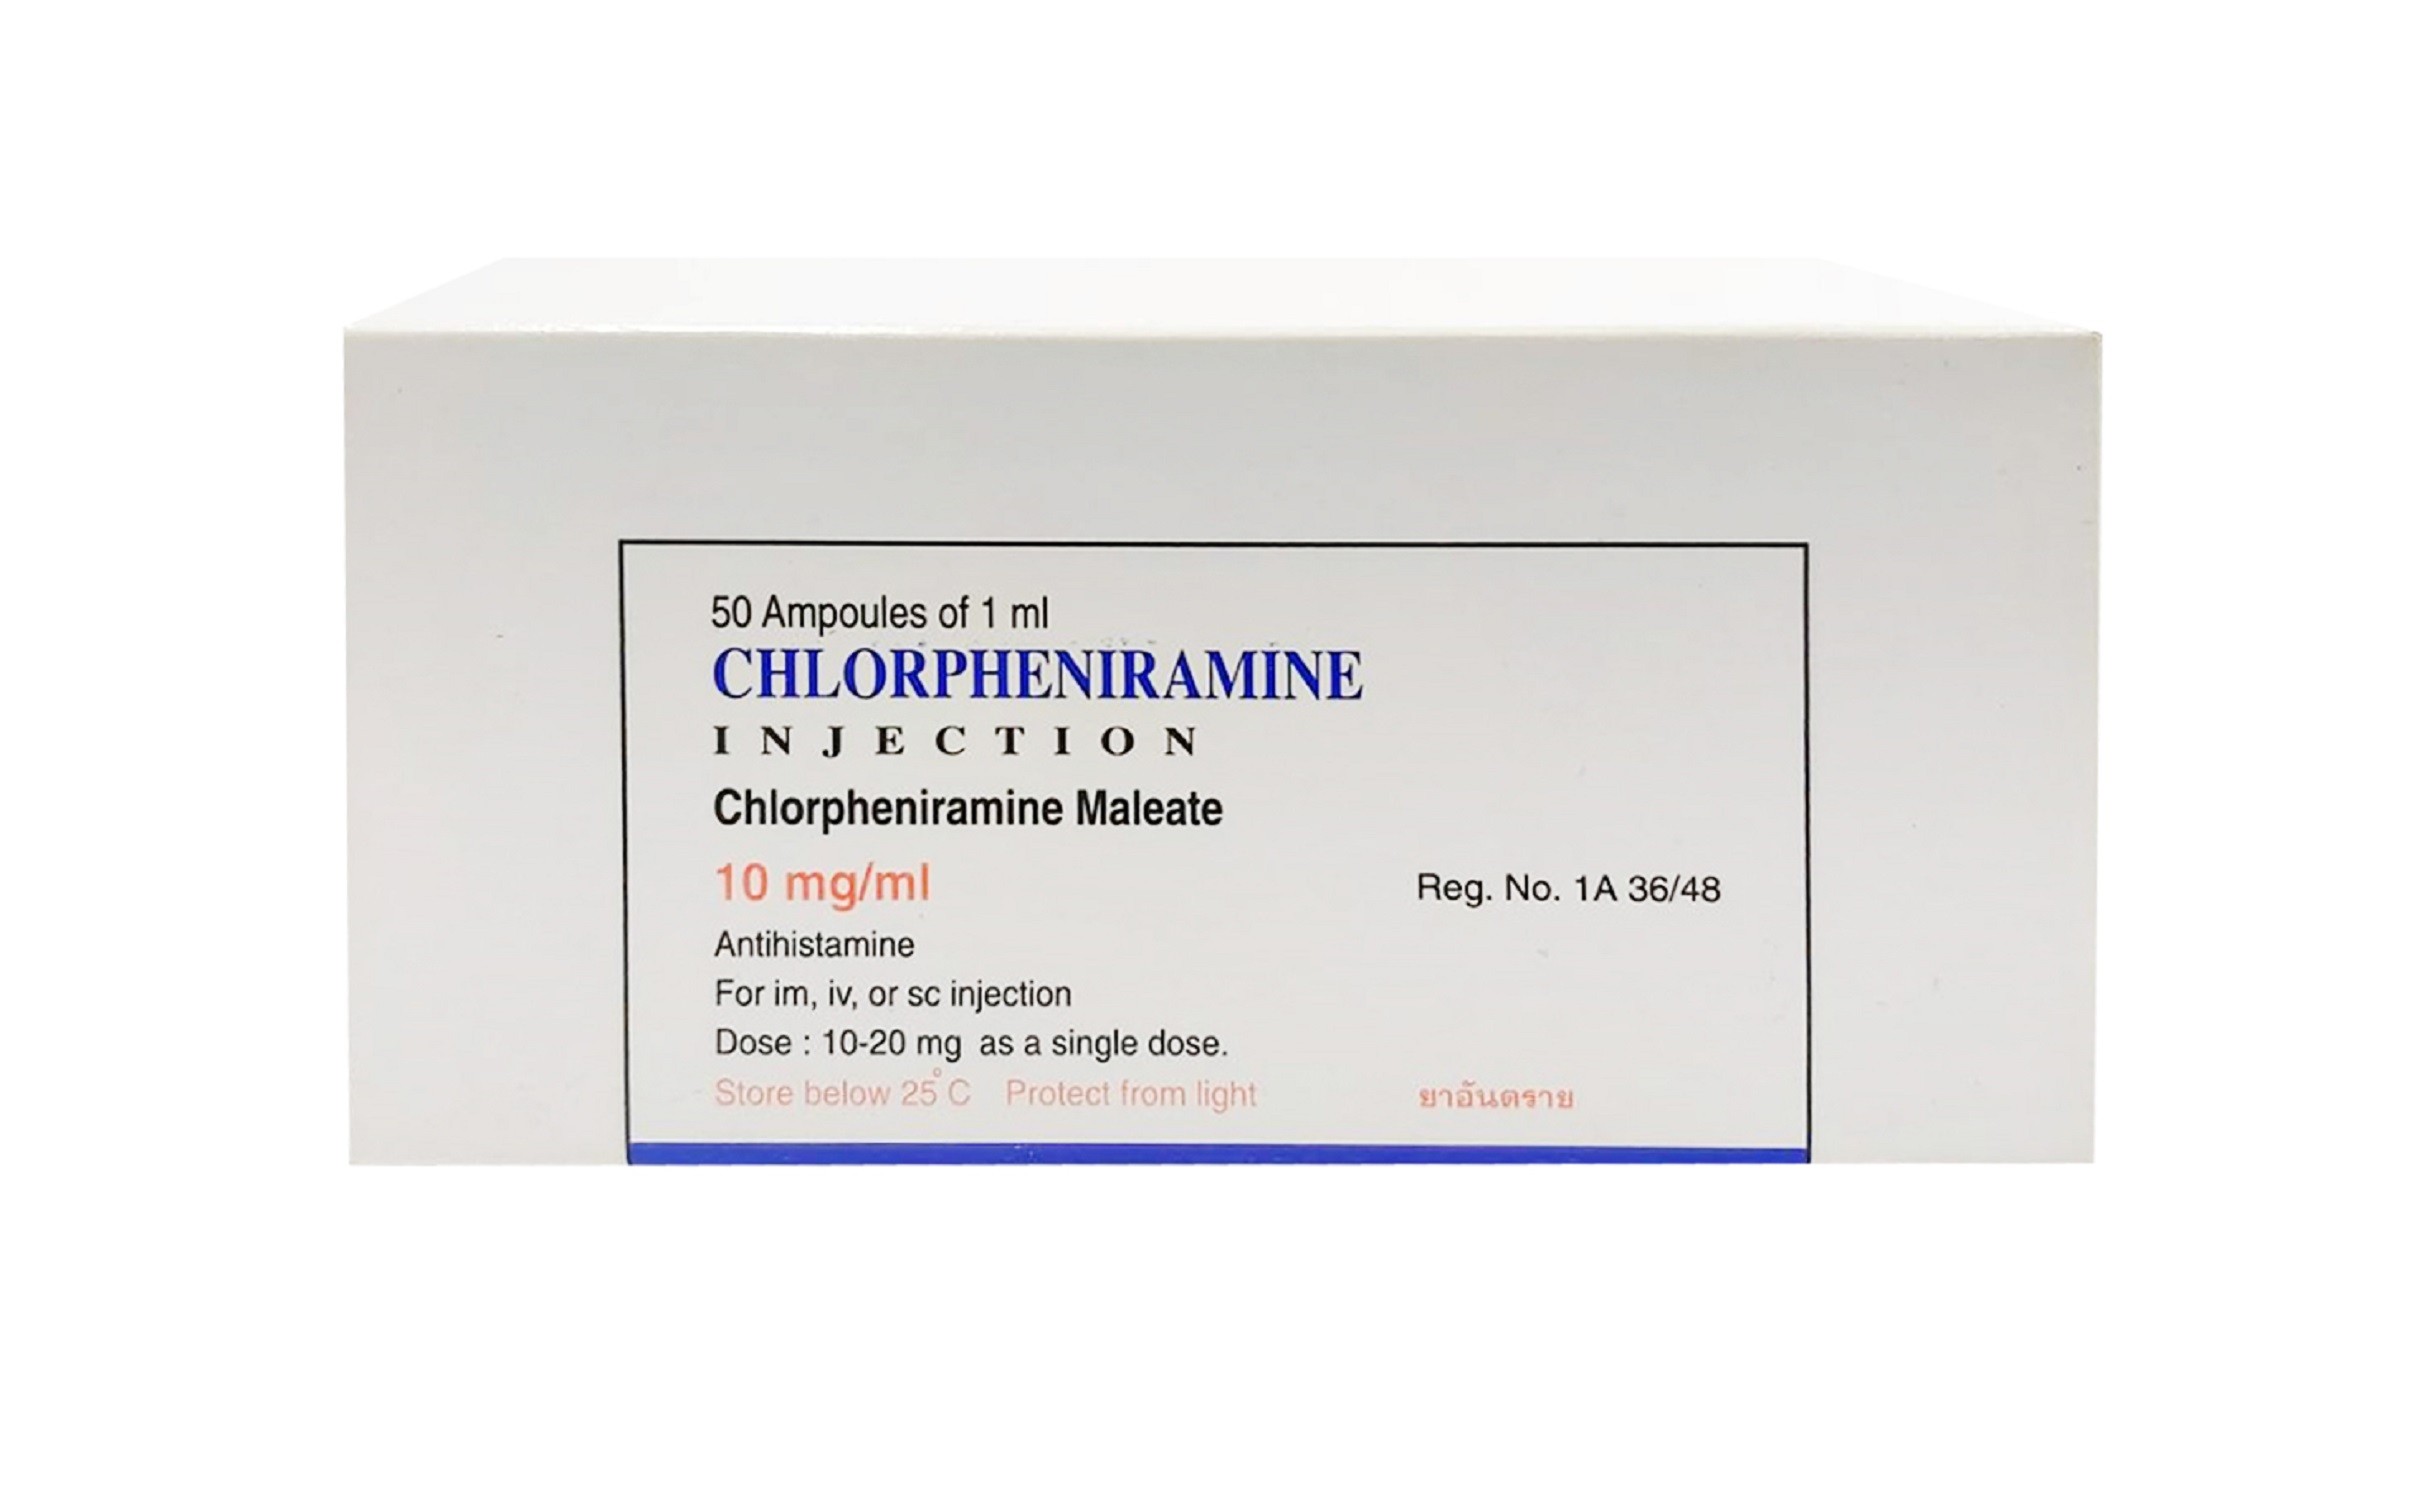 50 Ampoules of 1 ml
CHLORPHENIRAMINE
INJECTION
Chlorpheniramine Maleate
10 mg/ml
Reg. No. 1A 36/48
Antihistamine
For im, iv, or sc injection
Dose : 10-20 mg as a single dose.
Store below 25°C Protect from light
ยาอันตราย